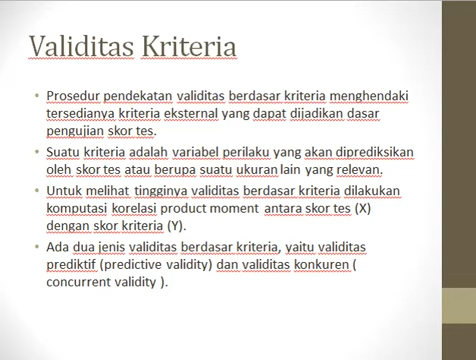 Validitas Kriteria
• Prosedur pendekatan validitas berdasar kriteria menghendaki
tersedianya kriteria eksternal yang dapat dijadikan dasar
pengujian skor tes.
• Suatu kriteria adalah variabel perilaku yang akan diprediksikan
oleh skor tes atau berupa suatu ukuran lain yang relevan.
• Untuk melihat tingginya validitas berdasar kriteria dilakukan
komputasi korelasi product moment antara skor tes (X)
dengan skor kriteria (Y).
• Ada dua jenis validitas berdasar kriteria, yaitu validitas
prediktif (predictive validity) dan validitas konkuren (
concurrent validity ).